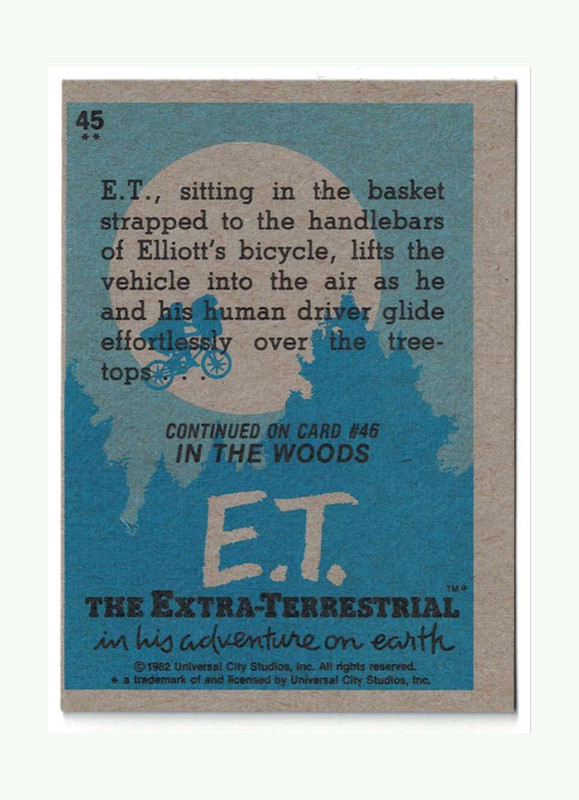 45
**
E.T., sitting in the basket
strapped to the handlebars
of Elliott's bicycle, lifts the
vehicle into the air as he
and his human driver glide
effortlessly over the tree-
tops . . .
CONTINUED ON CARD #46
IN THE WOODS
E.T.
THE EXTRA-TERRESTRIAL™*
in his adventure on earth
©1982 Universal City Studios, Inc. All rights reserved.
* a trademark of and licensed by Universal City Studios, Inc.